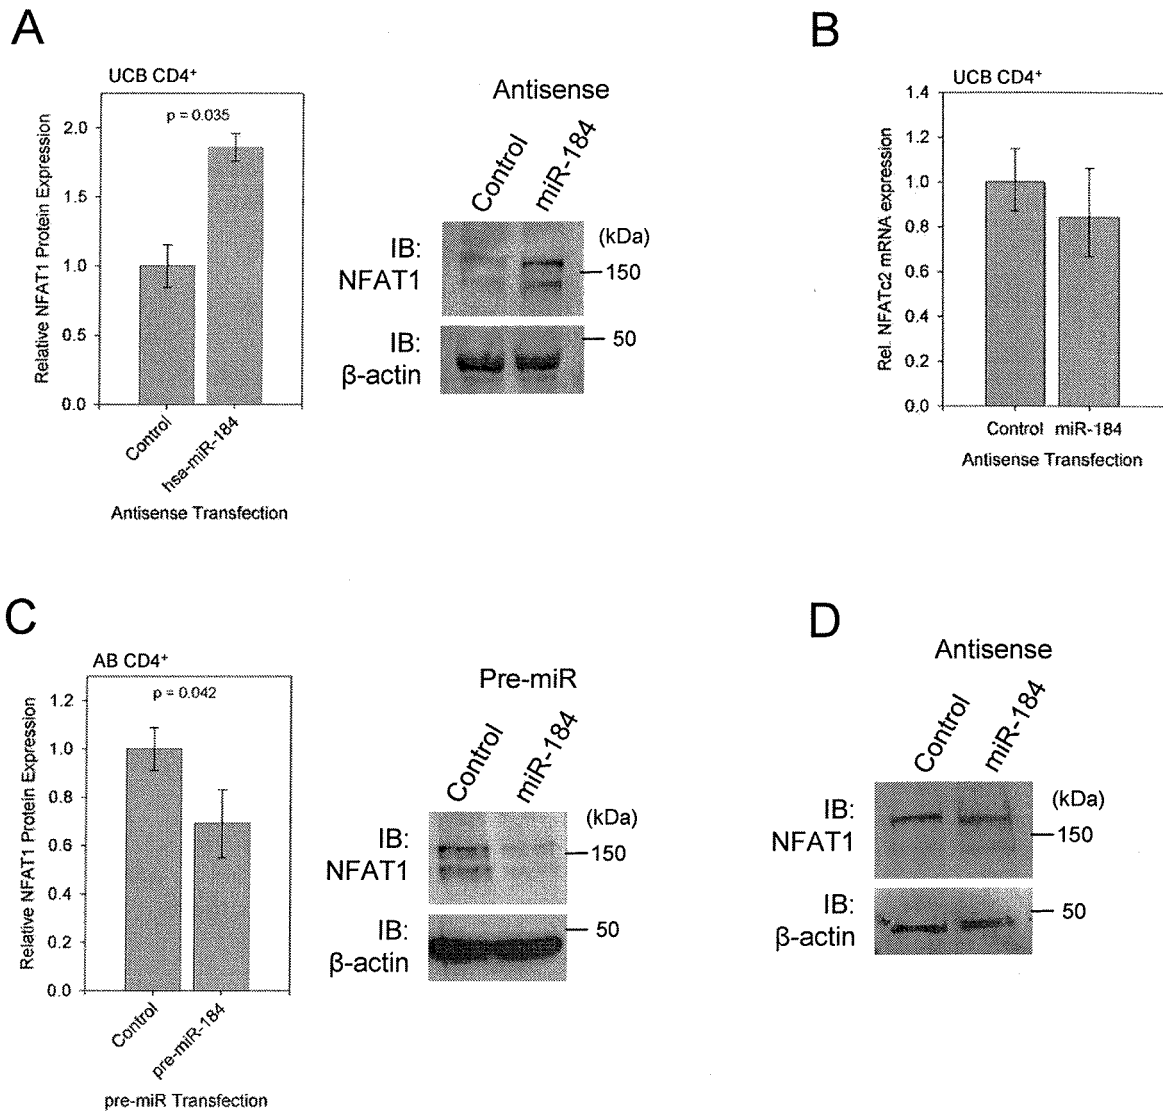 A
UCB CD4⁺
p = 0.035
Relative NFAT1 Protein Expression
2.0
1.5
1.0
0.5
0.0
Control
hsa-miR-184
Antisense Transfection
Antisense
Control
miR-184
(kDa)
IB:
NFAT1
150
IB:
β-actin
50
B
UCB CD4⁺
Rel. NFATc2 mRNA expression
1.4
1.2
1.0
0.8
0.6
0.4
0.2
0.0
Control miR-184
Antisense Transfection
C
AB CD4⁺
p = 0.042
Relative NFAT1 Protein Expression
1.2
1.0
0.8
0.6
0.4
0.2
0.0
Control
pre-miR-184
pre-miR Transfection
Pre-miR
Control
miR-184
(kDa)
IB:
NFAT1
150
IB:
β-actin
50
D
Antisense
Control
miR-184
(kDa)
IB:
NFAT1
150
IB:
β-actin
50